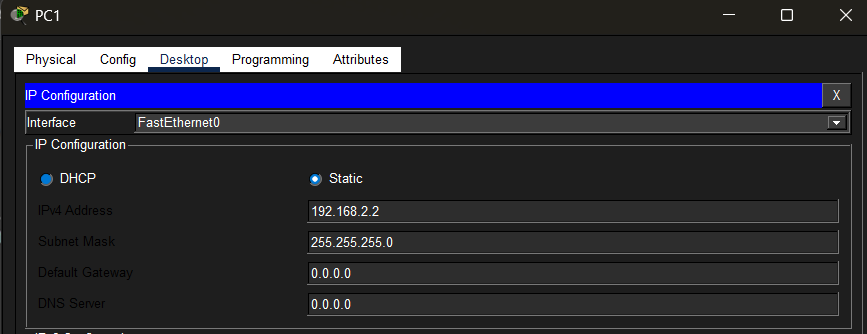 PC1
Physical Config Desktop Programming Attributes
IP Configuration X
Interface FastEthernet0
IP Configuration
DHCP Static
IPv4 Address 192.168.2.2
Subnet Mask 255.255.255.0
Default Gateway 0.0.0.0
DNS Server 0.0.0.0